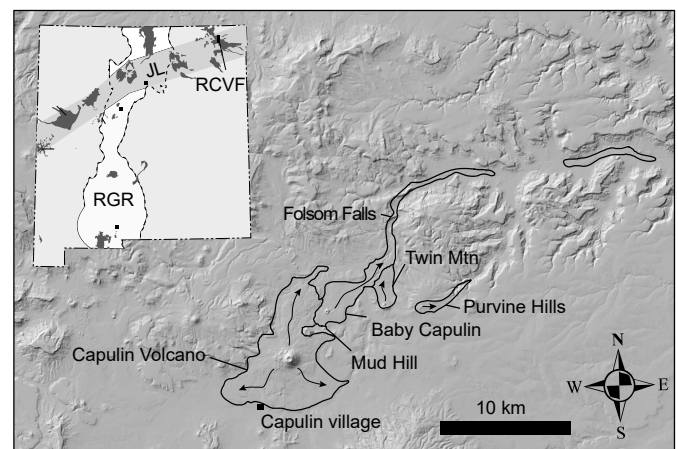 JL
RCVF
RGR
Folsom Falls
Twin Mtn
Purvine Hills
Baby Capulin
Mud Hill
Capulin Volcano
Capulin village
10 km
N
W E
S